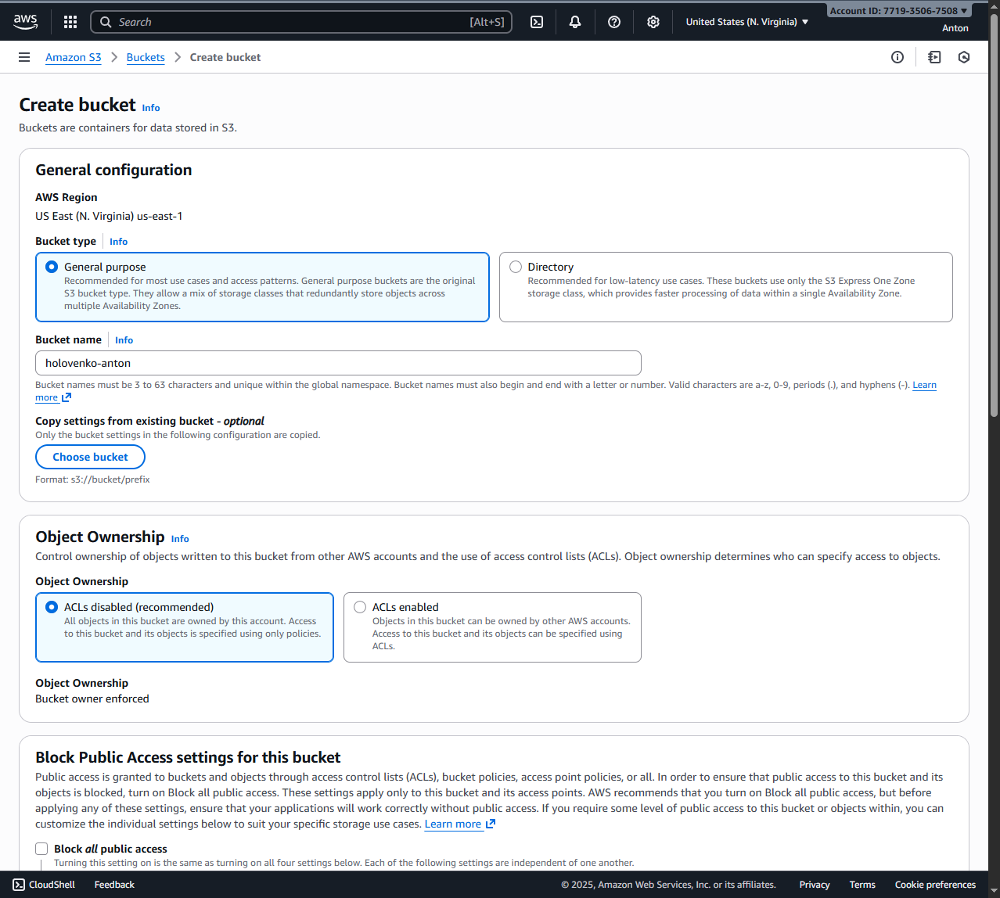 aws
Search [Alt+S]
United States (N. Virginia)
Account ID: 7719-3506-7508
Anton
Amazon S3 Buckets Create bucket
Create bucket Info
Buckets are containers for data stored in S3.
General configuration
AWS Region
US East (N. Virginia) us-east-1
Bucket type Info
General purpose
Recommended for most use cases and access patterns. General purpose buckets are the original
S3 bucket type. They allow a mix of storage classes that redundantly store objects across
multiple Availability Zones.
Directory
Recommended for low-latency use cases. These buckets use only the S3 Express One Zone
storage class, which provides faster processing of data within a single Availability Zone.
Bucket name Info
holovenko-anton
Bucket names must be 3 to 63 characters and unique within the global namespace. Bucket names must also begin and end with a letter or number. Valid characters are a-z, 0-9, periods (.), and hyphens (-). Learn
more
Copy settings from existing bucket - optional
Only the bucket settings in the following configuration are copied.
Choose bucket
Format: s3://bucket/prefix
Object Ownership Info
Control ownership of objects written to this bucket from other AWS accounts and the use of access control lists (ACLs). Object ownership determines who can specify access to objects.
Object Ownership
ACLs disabled (recommended)
All objects in this bucket are owned by this account. Access
to this bucket and its objects is specified using only policies.
ACLs enabled
Objects in this bucket can be owned by other AWS accounts.
Access to this bucket and its objects can be specified using
ACLs.
Object Ownership
Bucket owner enforced
Block Public Access settings for this bucket
Public access is granted to buckets and objects through access control lists (ACLs), bucket policies, access point policies, or all. In order to ensure that public access to this bucket and its
objects is blocked, turn on Block all public access. These settings apply only to this bucket and its access points. AWS recommends that you turn on Block all public access, but before
applying any of these settings, ensure that your applications will work correctly without public access. If you require some level of public access to this bucket or objects within, you can
customize the individual settings below to suit your specific storage use cases. Learn more
Block all public access
Turning this setting on is the same as turning on all four settings below. Each of the following settings are independent of one another.
CloudShell Feedback © 2025, Amazon Web Services, Inc. or its affiliates. Privacy Terms Cookie preferences